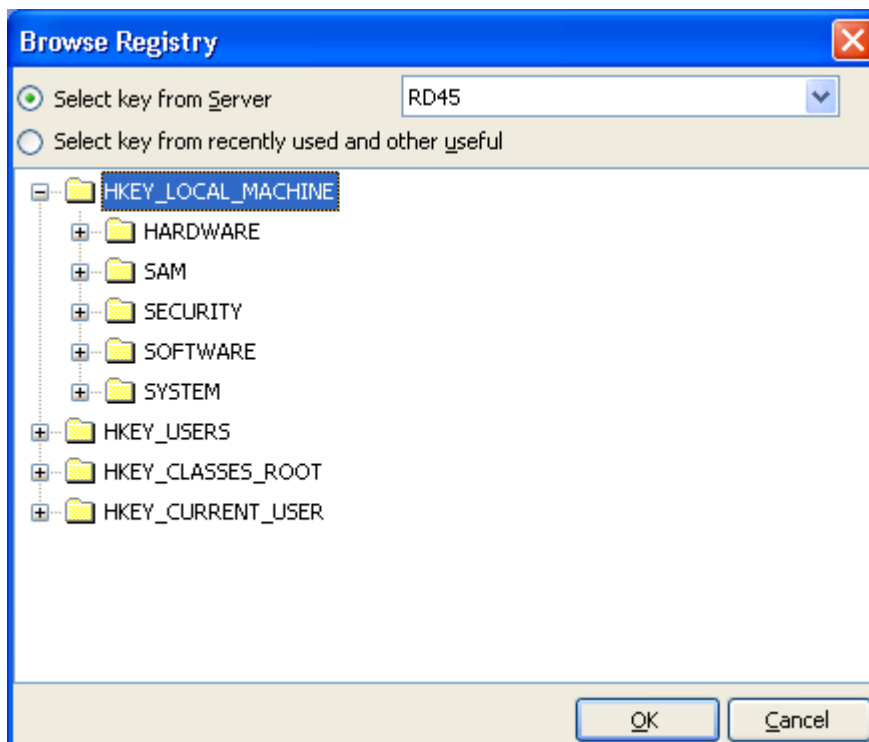 Browse Registry
Select key from Server RD45
Select key from recently used and other useful
HKEY_LOCAL_MACHINE
HARDWARE
SAM
SECURITY
SOFTWARE
SYSTEM
HKEY_USERS
HKEY_CLASSES_ROOT
HKEY_CURRENT_USER
OK Cancel